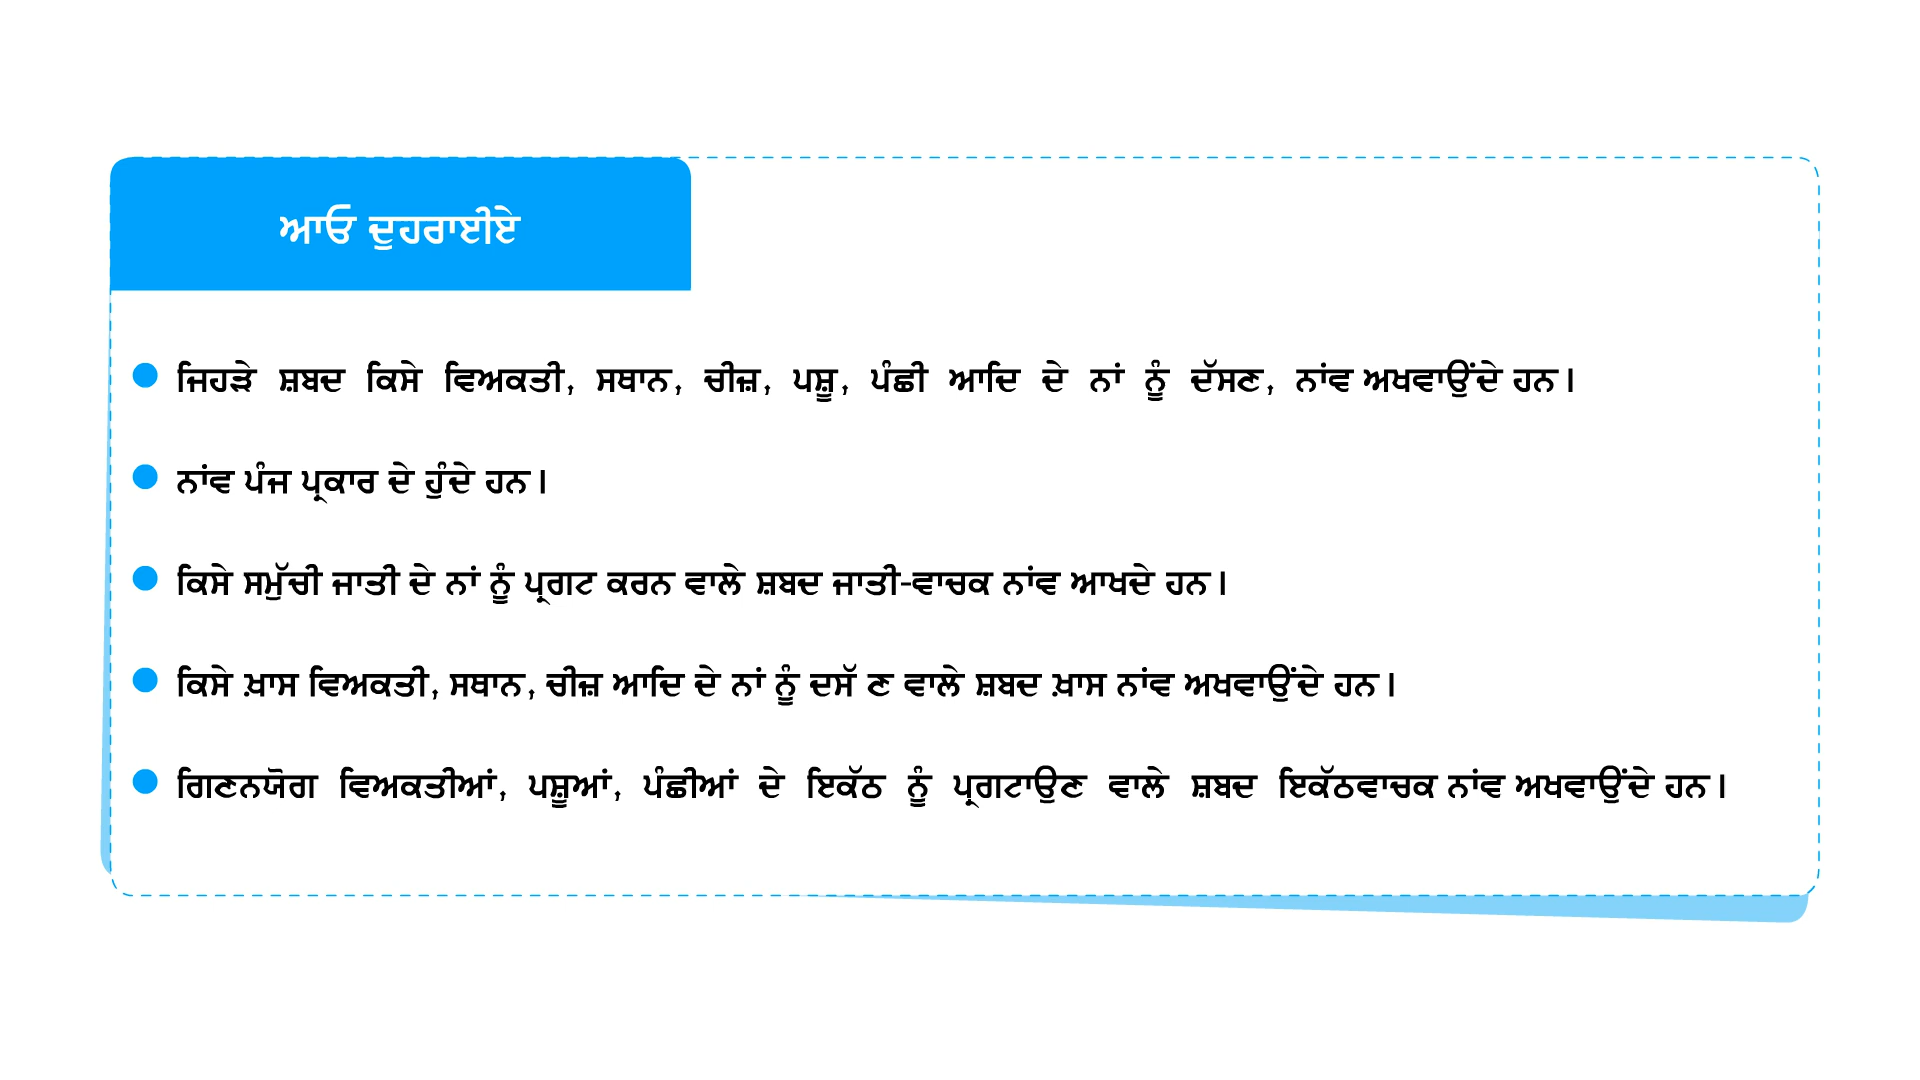 ਆਓ ਦੁਹਰਾਈਏ
ਜਿਹੜੇ ਸ਼ਬਦ ਕਿਸੇ ਵਿਅਕਤੀ, ਸਥਾਨ, ਚੀਜ਼, ਪਸ਼ੂ, ਪੰਛੀ ਆਦਿ ਦੇ ਨਾਂ ਨੂੰ ਦੱਸਣ, ਨਾਂਵ ਅਖਵਾਉਂਦੇ ਹਨ।
ਨਾਂਵ ਪੰਜ ਪ੍ਰਕਾਰ ਦੇ ਹੁੰਦੇ ਹਨ।
ਕਿਸੇ ਸਮੁੱਚੀ ਜਾਤੀ ਦੇ ਨਾਂ ਨੂੰ ਪ੍ਰਗਟ ਕਰਨ ਵਾਲੇ ਸ਼ਬਦ ਜਾਤੀ-ਵਾਚਕ ਨਾਂਵ ਆਖਦੇ ਹਨ।
ਕਿਸੇ ਖ਼ਾਸ ਵਿਅਕਤੀ, ਸਥਾਨ, ਚੀਜ਼ ਆਦਿ ਦੇ ਨਾਂ ਨੂੰ ਦਸੱ ਣ ਵਾਲੇ ਸ਼ਬਦ ਖ਼ਾਸ ਨਾਂਵ ਅਖਵਾਉਂਦੇ ਹਨ।
ਗਿਣਨਯੋਗ ਵਿਅਕਤੀਆਂ, ਪਸ਼ੂਆਂ, ਪੰਛੀਆਂ ਦੇ ਇਕੱਠ ਨੂੰ ਪ੍ਰਗਟਾਉਣ ਵਾਲੇ ਸ਼ਬਦ ਇਕੱਠਵਾਚਕ ਨਾਂਵ ਅਖਵਾਉਂਦੇ ਹਨ।